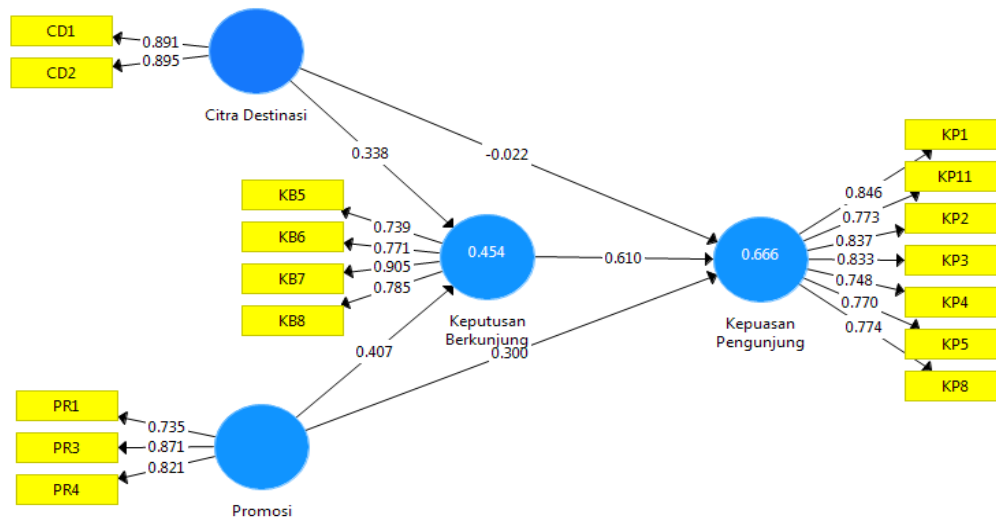 CD1
0.891
CD2
0.895
Citra Destinasi
0.338
-0.022
KB5
0.739
KB6
0.771
KB7
0.905
KB8
0.785
0.454
Keputusan
Berkunjung
0.610
0.407
0.300
0.666
Kepuasan
Pengunjung
KP1
0.846
KP11
0.773
KP2
0.837
KP3
0.833
KP4
0.748
KP5
0.770
KP8
0.774
PR1
0.735
PR3
0.871
PR4
0.821
Promosi